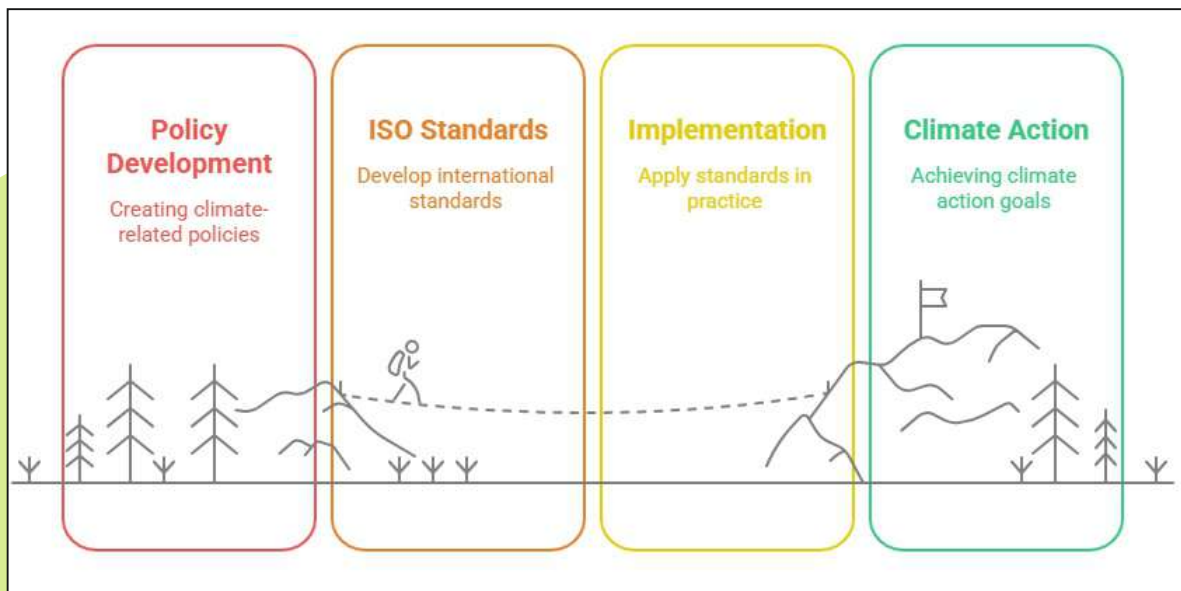 Policy
Development
Creating climate-
related policies
ISO Standards
Develop international
standards
Implementation
Apply standards in
practice
Climate Action
Achieving climate
action goals